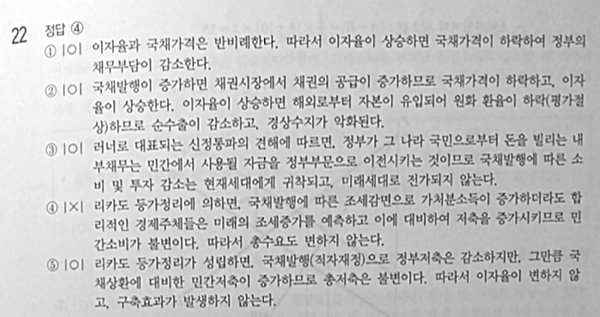 22 정답 ④
① |O| 이자율과 국채가격은 반비례한다. 따라서 이자율이 상승하면 국채가격이 하락하여 정부의
채무부담이 감소한다.
② |O| 국채발행이 증가하면 채권시장에서 채권의 공급이 증가하므로 국채가격이 하락하고, 이자
율이 상승한다. 이자율이 상승하면 해외로부터 자본이 유입되어 원화 환율이 하락(평가절
상)하므로 순수출이 감소하고, 경상수지가 악화된다.
③ |O| 러너로 대표되는 신정통파의 견해에 따르면, 정부가 그 나라 국민으로부터 돈을 빌리는 내
부채무는 민간에서 사용될 자금을 정부부문으로 이전시키는 것이므로 국채발행에 따른 소
비 및 투자 감소는 현재세대에게 귀착되고, 미래세대로 전가되지 않는다.
④ |X| 리카도 등가정리에 의하면, 국채발행에 따른 조세감면으로 가처분소득이 증가하더라도 합
리적인 경제주체들은 미래의 조세증가를 예측하고 이에 대비하여 저축을 증가시키므로 민
간소비가 불변이다. 따라서 총수요도 변하지 않는다.
⑤ |O| 리카도 등가정리가 성립하면, 국채발행(적자재정)으로 정부저축은 감소하지만, 그만큼 국
채상환에 대비한 민간저축이 증가하므로 총저축은 불변이다. 따라서 이자율이 변하지 않
고, 구축효과가 발생하지 않는다.